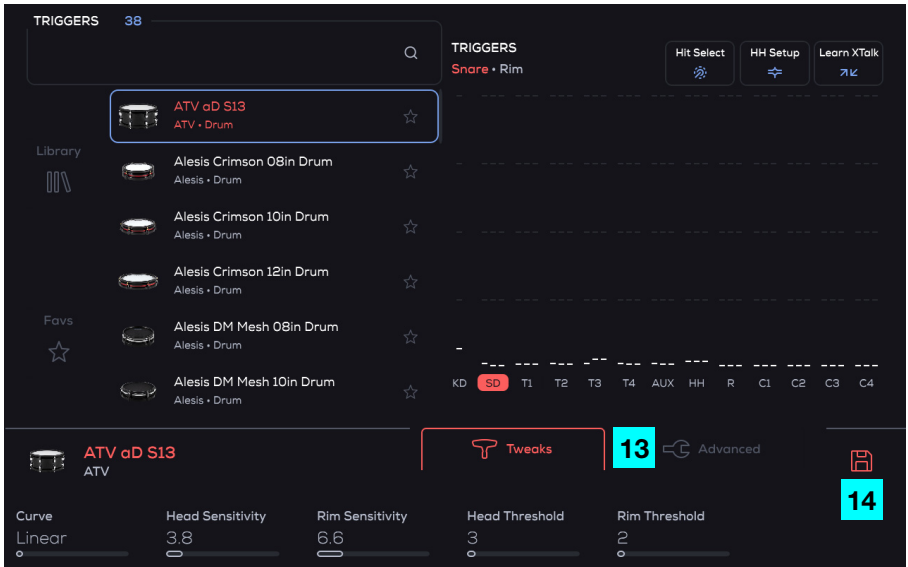 TRIGGERS 38
TRIGGERS
Snare • Rim
Hit Select
HH Setup
Learn XTalk
Library
Favs
ATV aD S13
ATV • Drum
Alesis Crimson 08in Drum
Alesis • Drum
Alesis Crimson 10in Drum
Alesis • Drum
Alesis Crimson 12in Drum
Alesis • Drum
Alesis DM Mesh 08in Drum
Alesis • Drum
Alesis DM Mesh 10in Drum
Alesis • Drum
KD SD T1 T2 T3 T4 AUX HH R C1 C2 C3 C4
ATV aD S13
ATV
Tweaks
13
Advanced
14
Curve
Linear
Head Sensitivity
3.8
Rim Sensitivity
6.6
Head Threshold
3
Rim Threshold
2